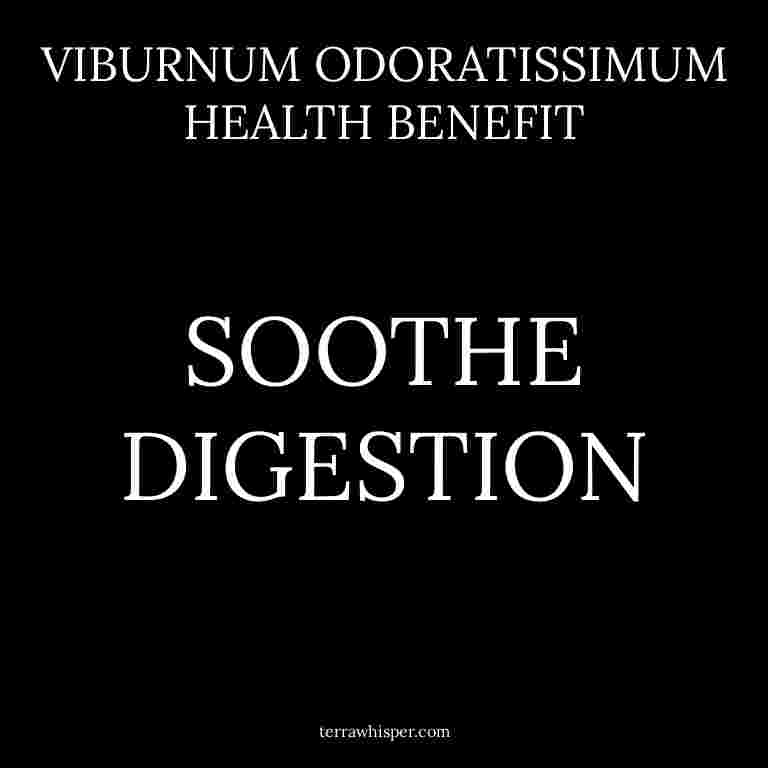 VIBURNUM ODORATISSIMUM
HEALTH BENEFIT
SOOTHE
DIGESTION
terrawhisper.com